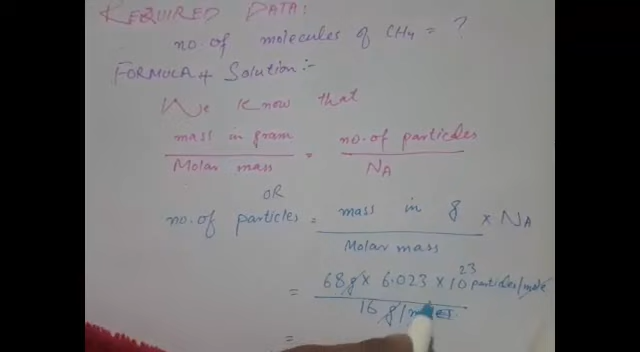 REQUIRED DATA:
no. of molecules of CH4 = ?
FORMULA + Solution:-
We know that
mass in gram / Molar mass = no. of particles / NA
OR
no. of particles = mass in g / Molar mass × NA
= 68g × 6.023 × 10^23 particles/mole
16 g/
=